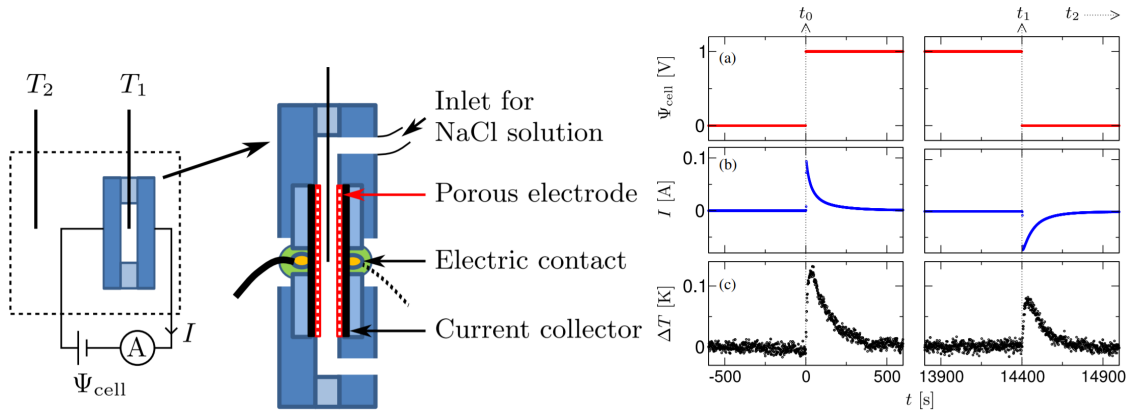 T₂
T₁
A
I
Ψcell
Inlet for
NaCl solution
Porous electrode
Electric contact
Current collector
t₀
t₁
t₂
(a)
Ψcell [V]
1
0
(b)
I [A]
0.1
0
(c)
ΔT [K]
0.1
0
-500
0
500
13900
14400
14900
t [s]